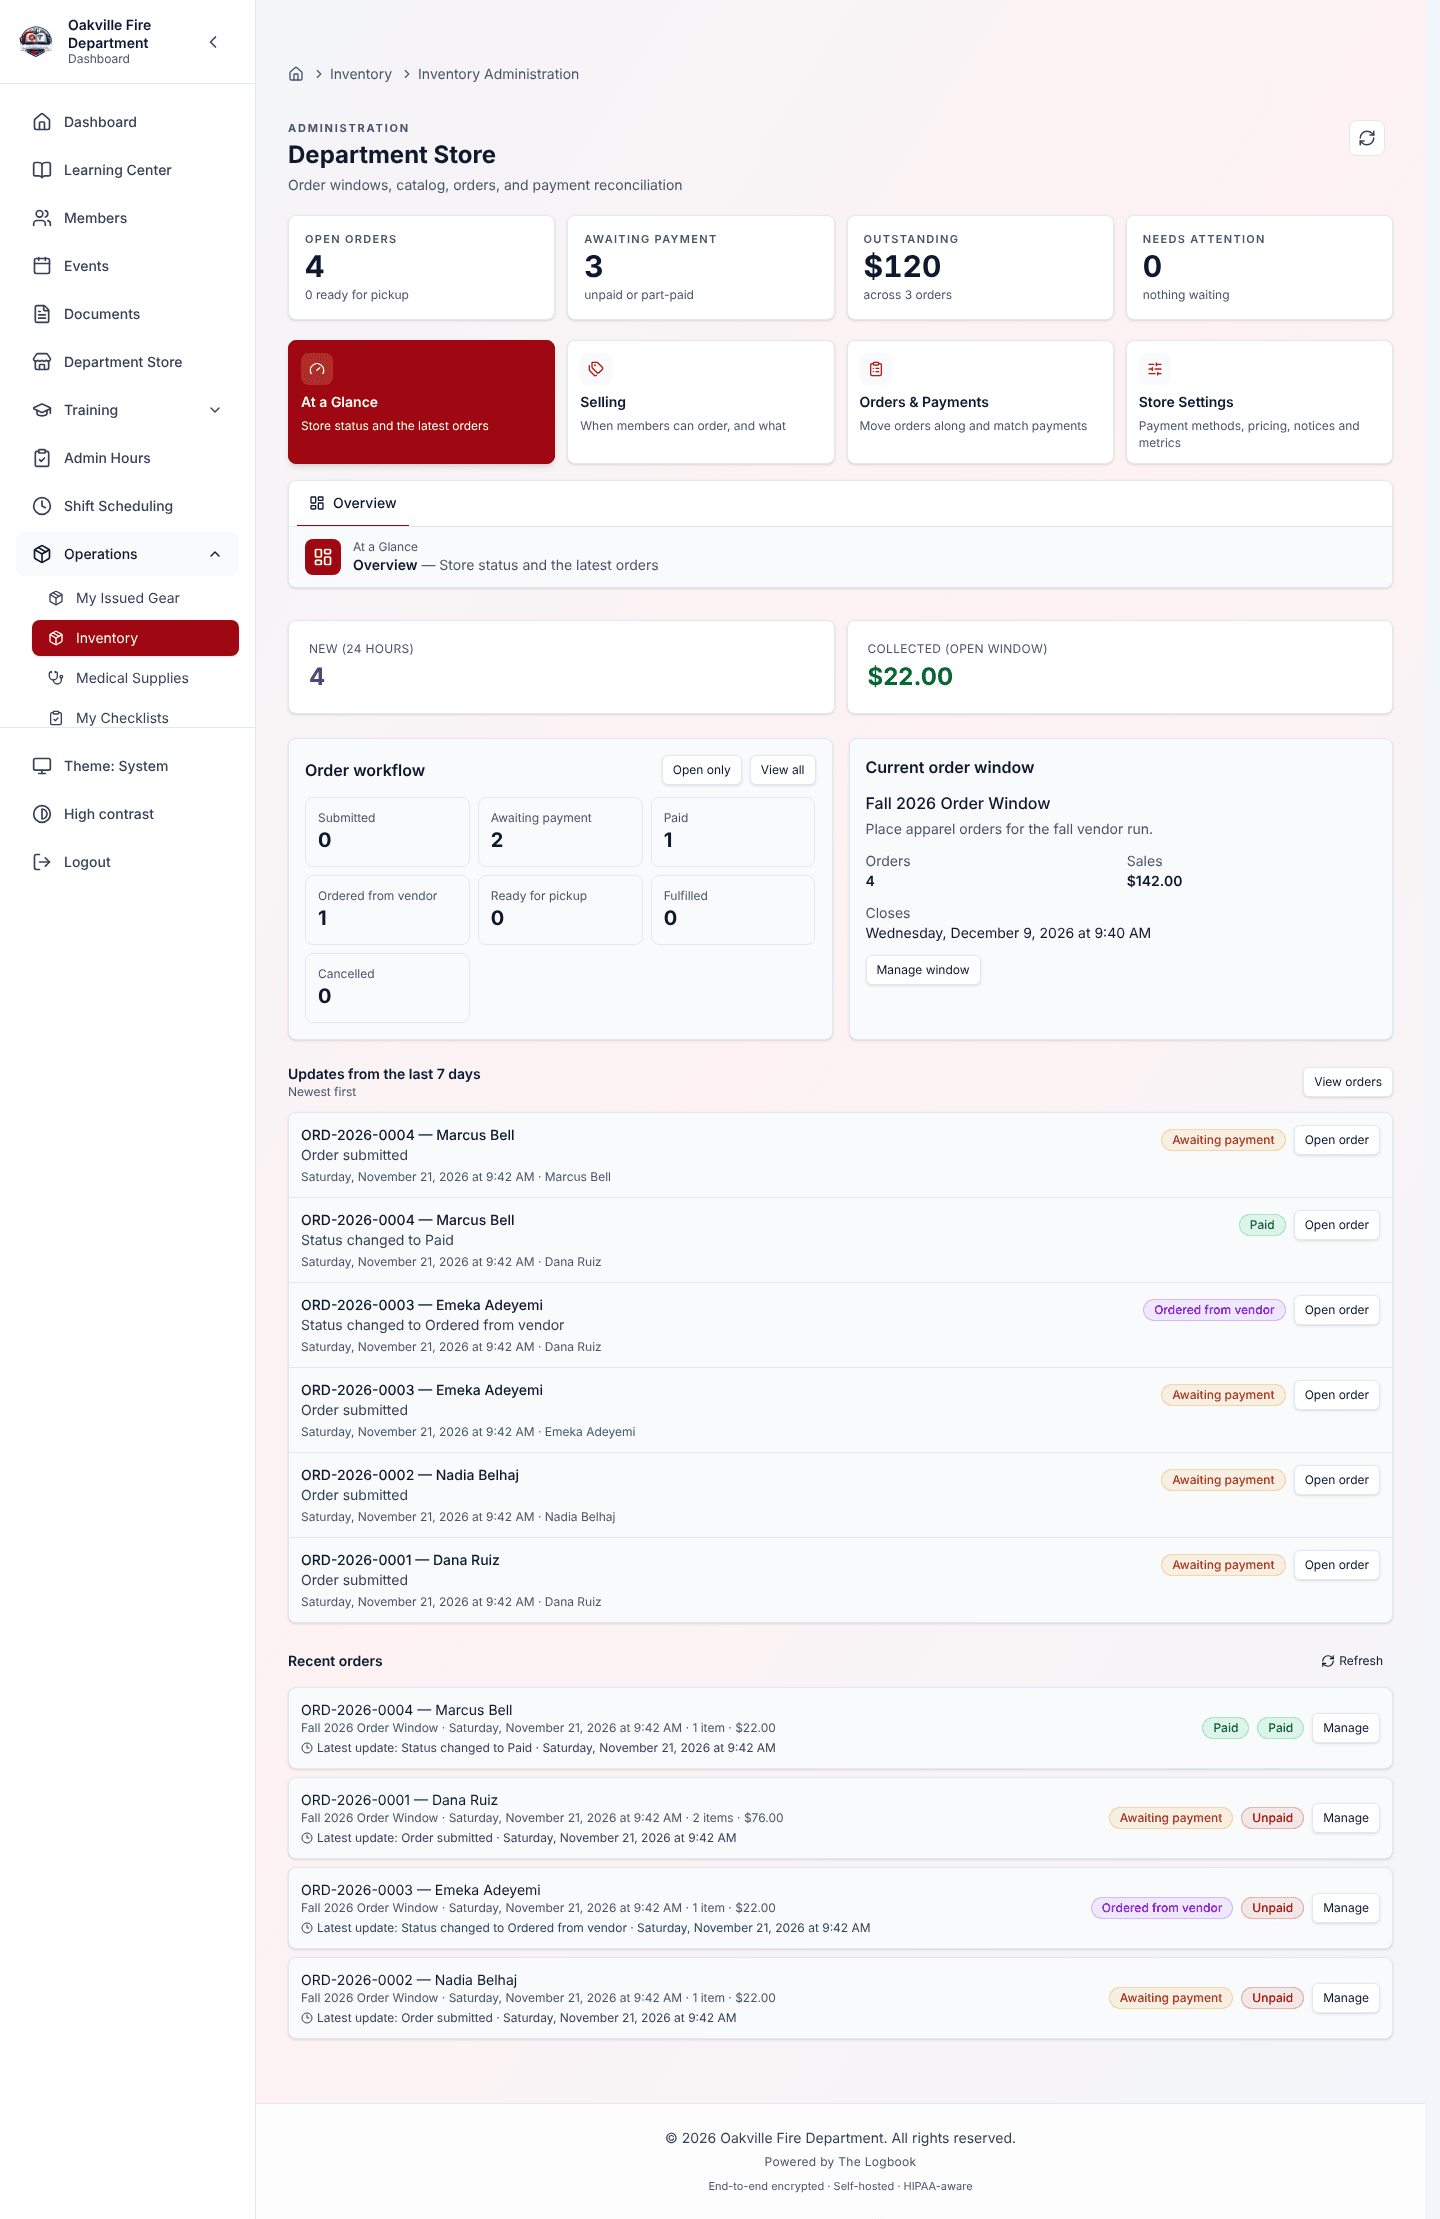 Oakville Fire
Department
Dashboard
Dashboard
Learning Center
Members
Events
Documents
Department Store
Training
Admin Hours
Shift Scheduling
Operations
My Issued Gear
Inventory
Medical Supplies
My Checklists
Theme: System
High contrast
Logout
Inventory
Inventory Administration
ADMINISTRATION
Department Store
Order windows, catalog, orders, and payment reconciliation
OPEN ORDERS
4
0 ready for pickup
AWAITING PAYMENT
3
unpaid or part-paid
OUTSTANDING
$120
across 3 orders
NEEDS ATTENTION
0
nothing waiting
At a Glance
Store status and the latest orders
Selling
When members can order, and what
Orders & Payments
Move orders along and match payments
Store Settings
Payment methods, pricing, notices and
metrics
Overview
At a Glance
Overview — Store status and the latest orders
NEW (24 HOURS)
4
COLLECTED (OPEN WINDOW)
$22.00
Order workflow
Open only
View all
Submitted
0
Awaiting payment
2
Paid
1
Ordered from vendor
1
Ready for pickup
0
Fulfilled
0
Cancelled
0
Current order window
Fall 2026 Order Window
Place apparel orders for the fall vendor run.
Orders
4
Sales
$142.00
Closes
Wednesday, December 9, 2026 at 9:40 AM
Manage window
Updates from the last 7 days
Newest first
View orders
ORD-2026-0004 — Marcus Bell
Order submitted
Saturday, November 21, 2026 at 9:42 AM · Marcus Bell
Awaiting payment
Open order
ORD-2026-0004 — Marcus Bell
Status changed to Paid
Saturday, November 21, 2026 at 9:42 AM · Dana Ruiz
Paid
Open order
ORD-2026-0003 — Emeka Adeyemi
Status changed to Ordered from vendor
Saturday, November 21, 2026 at 9:42 AM · Dana Ruiz
Ordered from vendor
Open order
ORD-2026-0003 — Emeka Adeyemi
Order submitted
Saturday, November 21, 2026 at 9:42 AM · Emeka Adeyemi
Awaiting payment
Open order
ORD-2026-0002 — Nadia Belhaj
Order submitted
Saturday, November 21, 2026 at 9:42 AM · Nadia Belhaj
Awaiting payment
Open order
ORD-2026-0001 — Dana Ruiz
Order submitted
Saturday, November 21, 2026 at 9:42 AM · Dana Ruiz
Awaiting payment
Open order
Recent orders
Refresh
ORD-2026-0004 — Marcus Bell
Fall 2026 Order Window · Saturday, November 21, 2026 at 9:42 AM · 1 item · $22.00
Latest update: Status changed to Paid · Saturday, November 21, 2026 at 9:42 AM
Paid
Paid
Manage
ORD-2026-0001 — Dana Ruiz
Fall 2026 Order Window · Saturday, November 21, 2026 at 9:42 AM · 2 items · $76.00
Latest update: Order submitted · Saturday, November 21, 2026 at 9:42 AM
Awaiting payment
Unpaid
Manage
ORD-2026-0003 — Emeka Adeyemi
Fall 2026 Order Window · Saturday, November 21, 2026 at 9:42 AM · 1 item · $22.00
Latest update: Status changed to Ordered from vendor · Saturday, November 21, 2026 at 9:42 AM
Ordered from vendor
Unpaid
Manage
ORD-2026-0002 — Nadia Belhaj
Fall 2026 Order Window · Saturday, November 21, 2026 at 9:42 AM · 1 item · $22.00
Latest update: Order submitted · Saturday, November 21, 2026 at 9:42 AM
Awaiting payment
Unpaid
Manage
© 2026 Oakville Fire Department. All rights reserved.
Powered by The Logbook
End-to-end encrypted · Self-hosted · HIPAA-aware